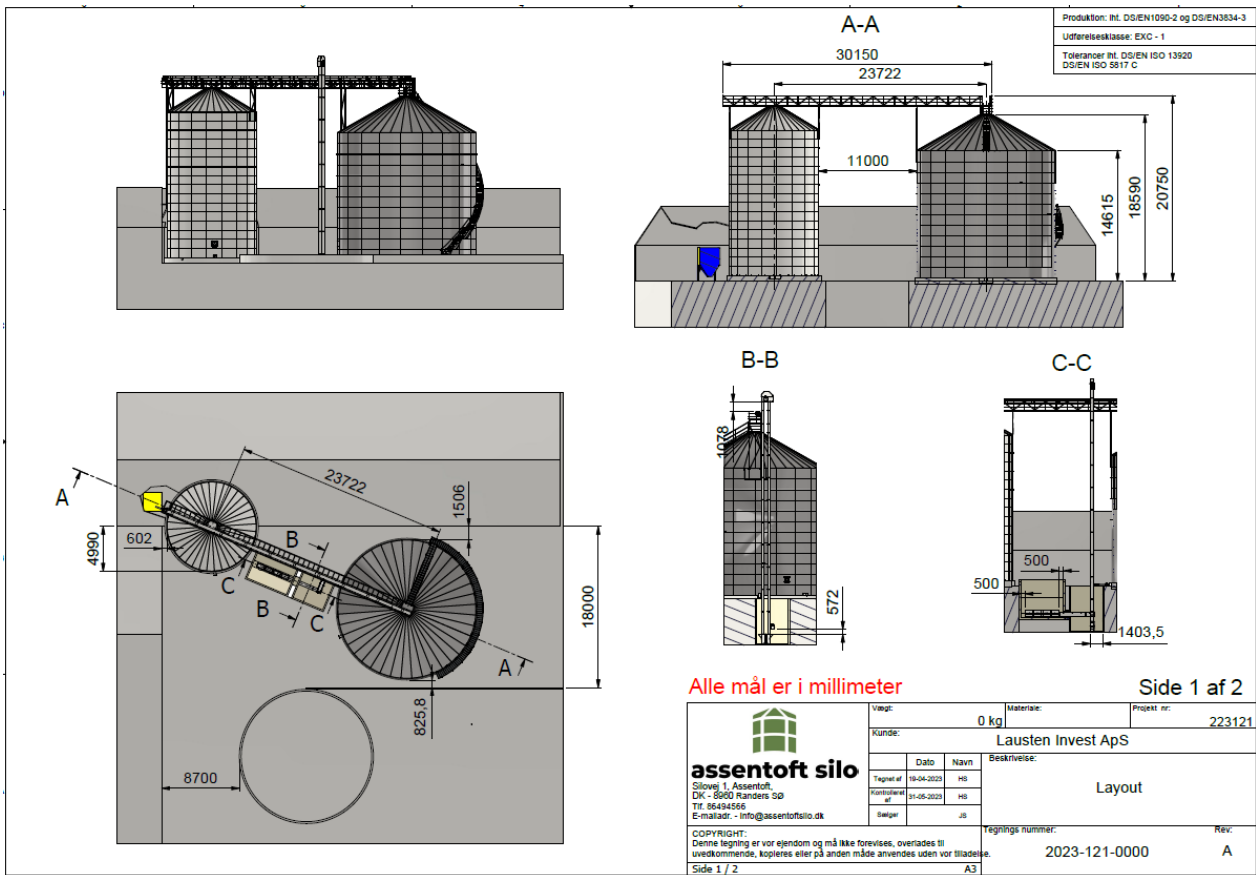 A-A
Produktion: iht. DS/EN1090-2 og DS/EN3834-3
Udførelsesklasse: EXC - 1
Tolerancer iht. DS/EN ISO 13920
DS/EN ISO 5817 C
30150
23722
11000
14615
18590
20750
B-B
C-C
1078
572
500
500
1403,5
A
23722
1506
4990
602
B
C
B
C
A
18000
825,8
8700
Alle mål er i millimeter
Side 1 af 2
assentoft silo
Silovej 1, Assentoft,
DK - 8960 Randers SØ
Tlf. 86494566
E-mailadr. - info@assentoftsilo.dk
Vægt:
0 kg
Materiale:
Projekt nr:
223121
Kunde:
Lausten Invest ApS
Dato
Navn
Beskrivelse:
Tegnet af
19-04-2023
HS
Layout
Kontrolleret af
31-05-2023
HS
Sælger
JS
COPYRIGHT:
Denne tegning er vor ejendom og må ikke forevises, overlades til
uvedkommende, kopieres eller på anden måde anvendes uden vor tilladelse.
Tegnings nummer:
2023-121-0000
Rev:
A
Side 1 / 2
A3